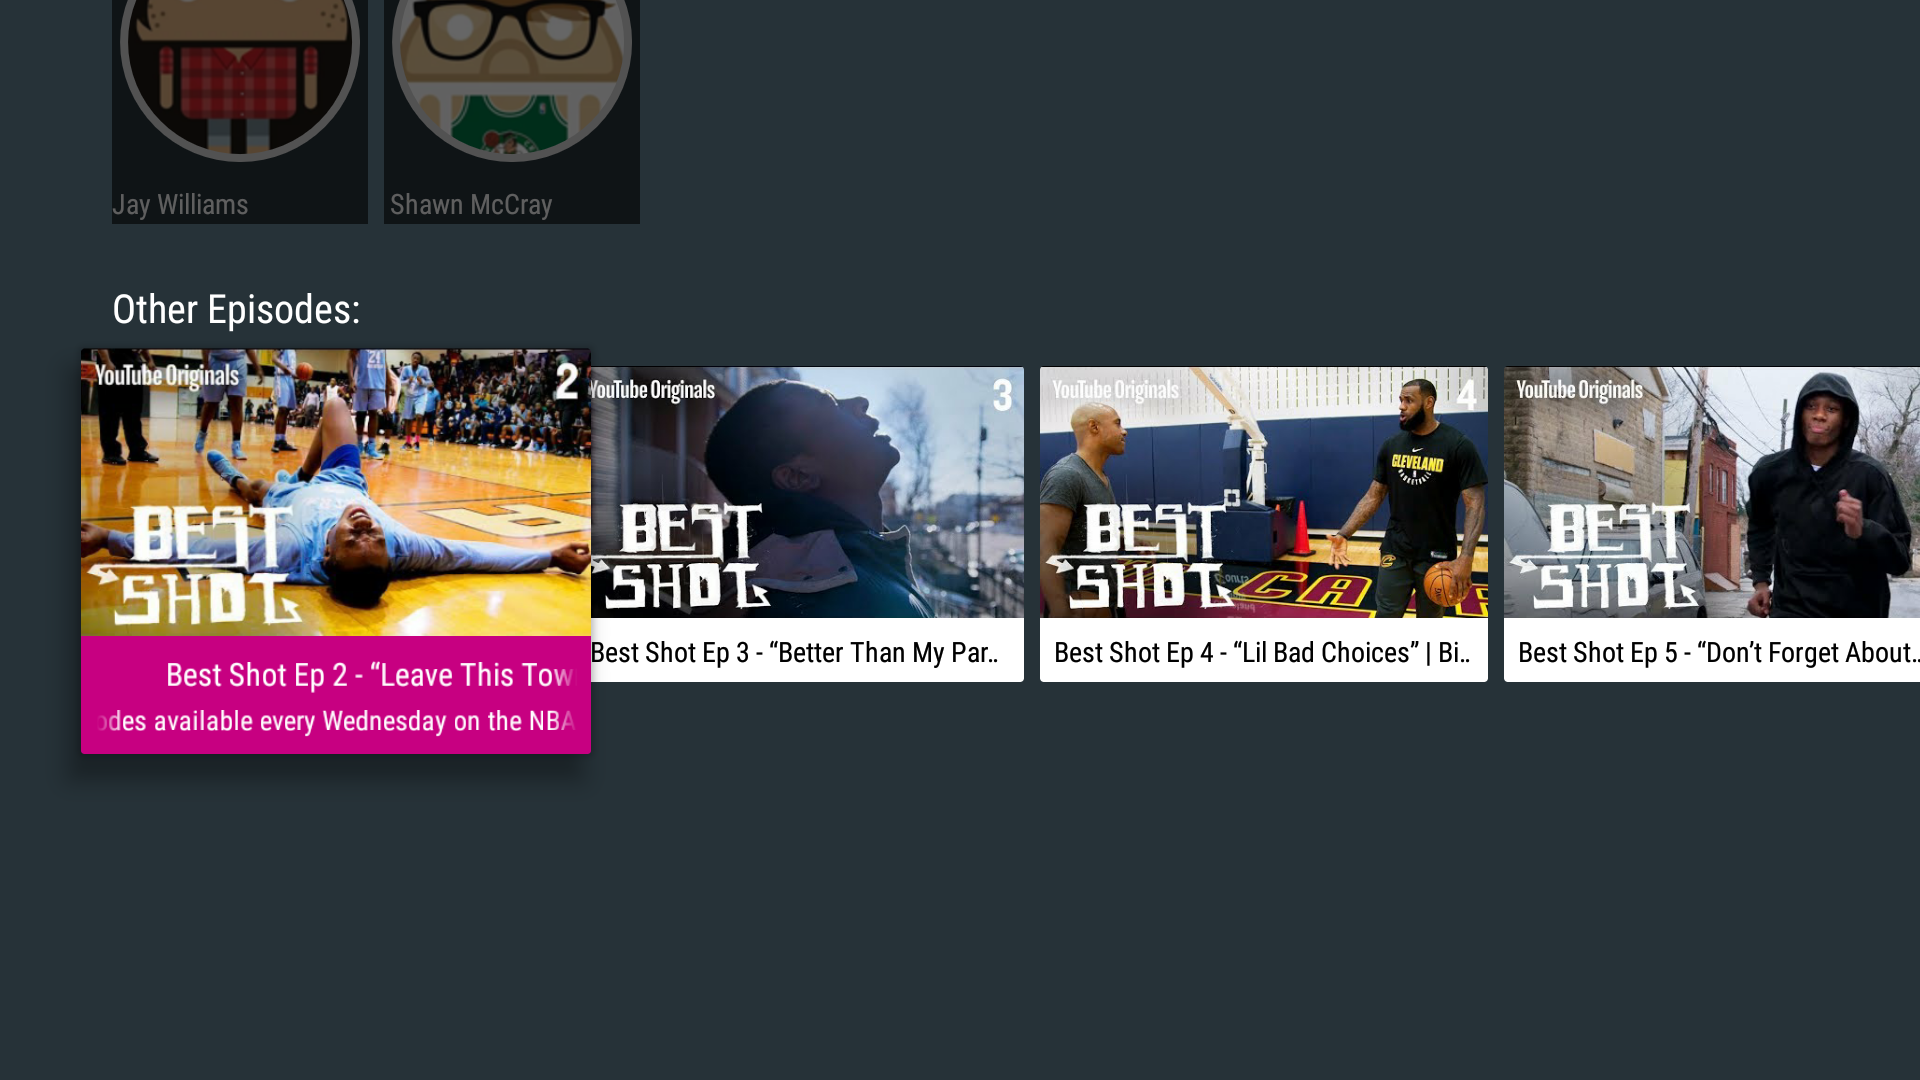 Jay Williams
Shawn McCray
Other Episodes:
YouTube Originals
2
BEST
SHOT
Best Shot Ep 2 - “Leave This Tow
odes available every Wednesday on the NBA
YouTube Originals
3
BEST
SHOT
Best Shot Ep 3 - “Better Than My Par..
YouTube Originals
4
CLEVELAND
BASKETBALL
BEST
SHOT
CA
Best Shot Ep 4 - “Lil Bad Choices” | Bi..
YouTube Originals
BEST
SHOT
Best Shot Ep 5 - “Don’t Forget About..